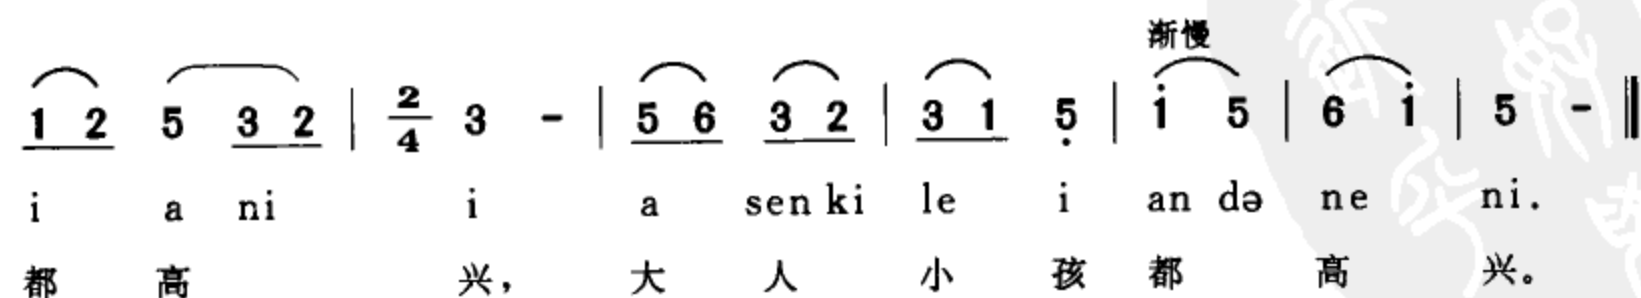 渐慢
1 2 5 3 2 | 2/4 3 - | 5 6 3 2 | 3 1 5̣ | i̇ 5 | 6 i̇ | 5 - ‖
i a ni i a sen ki le i an də ne ni.
都 高 兴， 大 人 小 孩 都 高 兴。